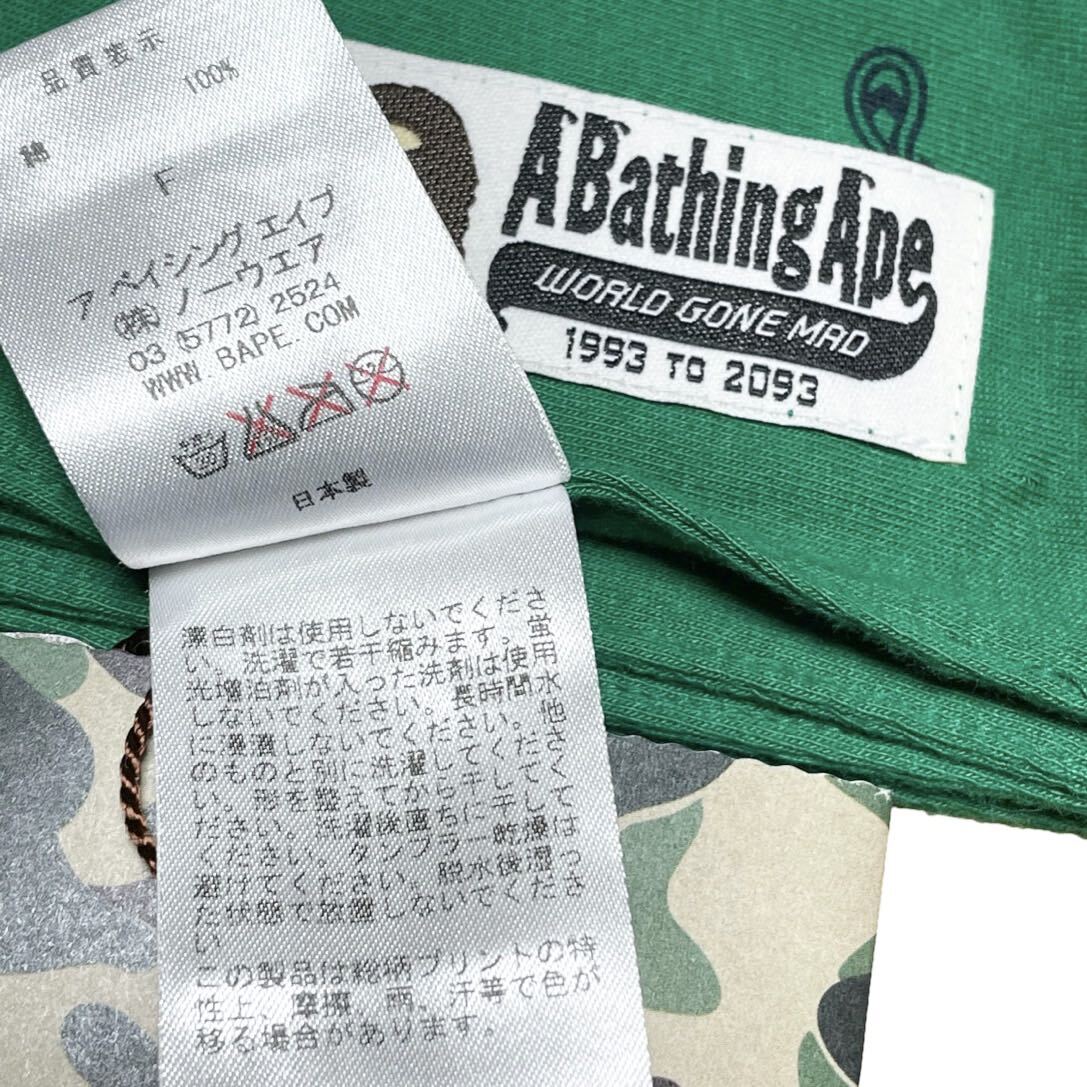 品質表示
綿 100%
F
ア ベイシング エイプ
(株) ノーウエア
03 (5772) 2524
WWW. BAPE. COM
日本製
漂白剤は使用しないでくださ
い。洗濯で若干縮みます。蛍
光増泊剤が入った洗剤は使用
しないでください。長時間水
に浸漬しないでください。他
のものと別に洗濯してくださ
い。形を整えてから干してく
ださい。洗濯後直ちに干して
ください。タンブラー乾燥は
避けてください。脱水後湿っ
た状態で放置しないでくださ
い
この製品は総柄プリントの特
性上、摩擦、雨、汗等で色が
移る場合があります。
A Bathing Ape
WORLD GONE MAD
1993 TO 2093